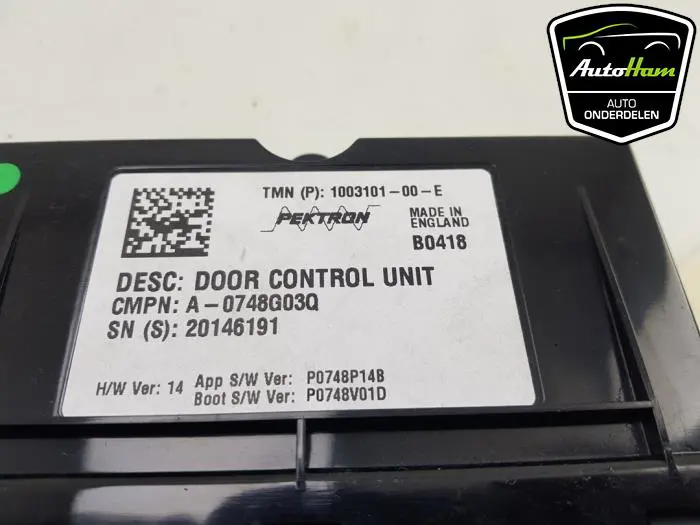 AutoHam
AUTO
ONDERDELEN
TMN (P): 1003101-00-E
PEKTRON
MADE IN
ENGLAND
B0418
DESC: DOOR CONTROL UNIT
CMPN: A-0748G03Q
SN (S): 20146191
H/W Ver: 14 App S/W Ver: P0748P14B
Boot S/W Ver: P0748V01D